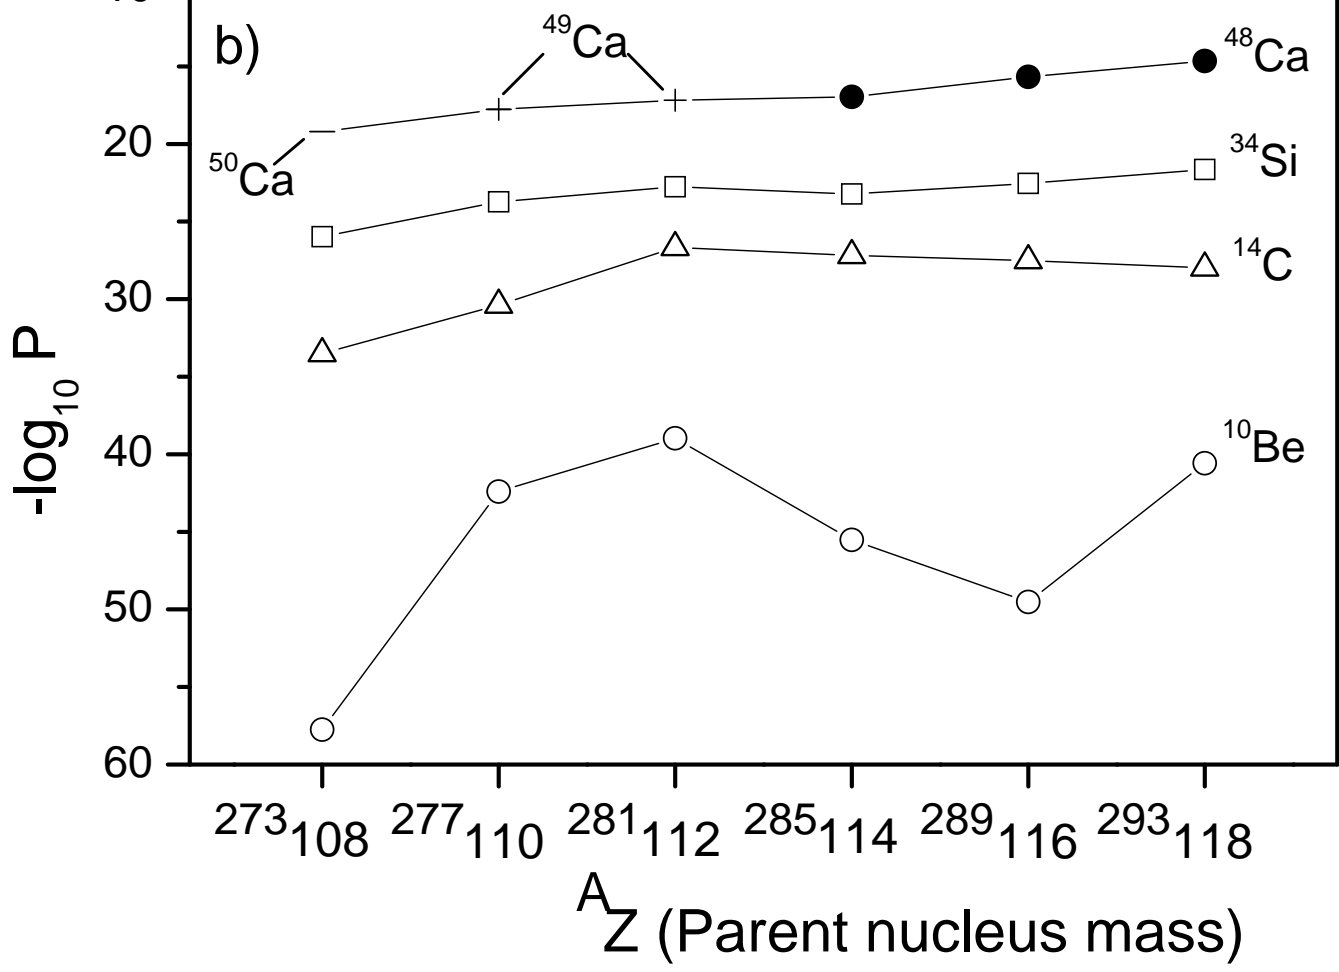 b)
⁴⁹Ca
⁴⁸Ca
⁵⁰Ca
³⁴Si
¹⁴C
¹⁰Be
20
30
40
50
60
-log₁₀ P
²⁷³108 ²⁷⁷110 ²⁸¹112 ²⁸⁵114 ²⁸⁹116 ²⁹³118
ᴬZ (Parent nucleus mass)